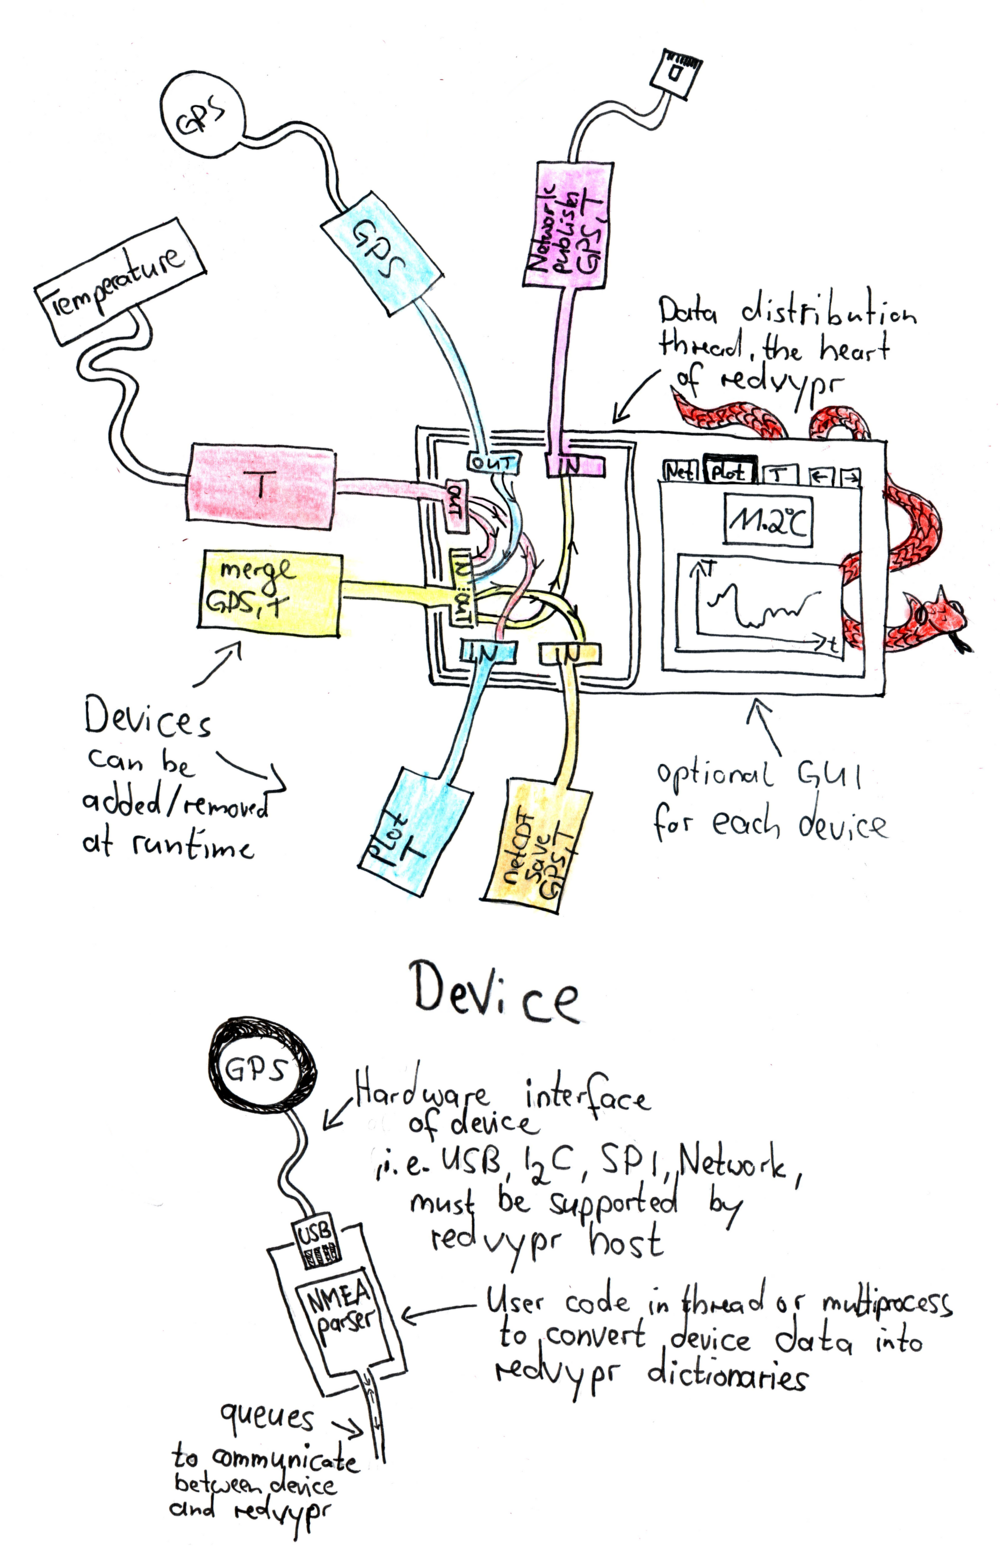 GPS
GPS
Temperature
T
merge
GPS,T
Network
publish
GPS, T
Data distribution
thread, the heart
of redvypr
OUT
IN
OUT
IN
OUT
IN
IN
Net
Plot
T
← →
11.2°C
T
t
Devices
can be
added/removed
at runtime
plot
T
netCDF
save
GPS,T
optional GUI
for each device
Device
GPS
Hardware interface
of device
i.e. USB, I2C, SPI, Network,
must be supported by
redvypr host
USB
NMEA
parser
User code in thread or multiprocess
to convert device data into
redvypr dictionaries
queues
to communicate
between device
and redvypr